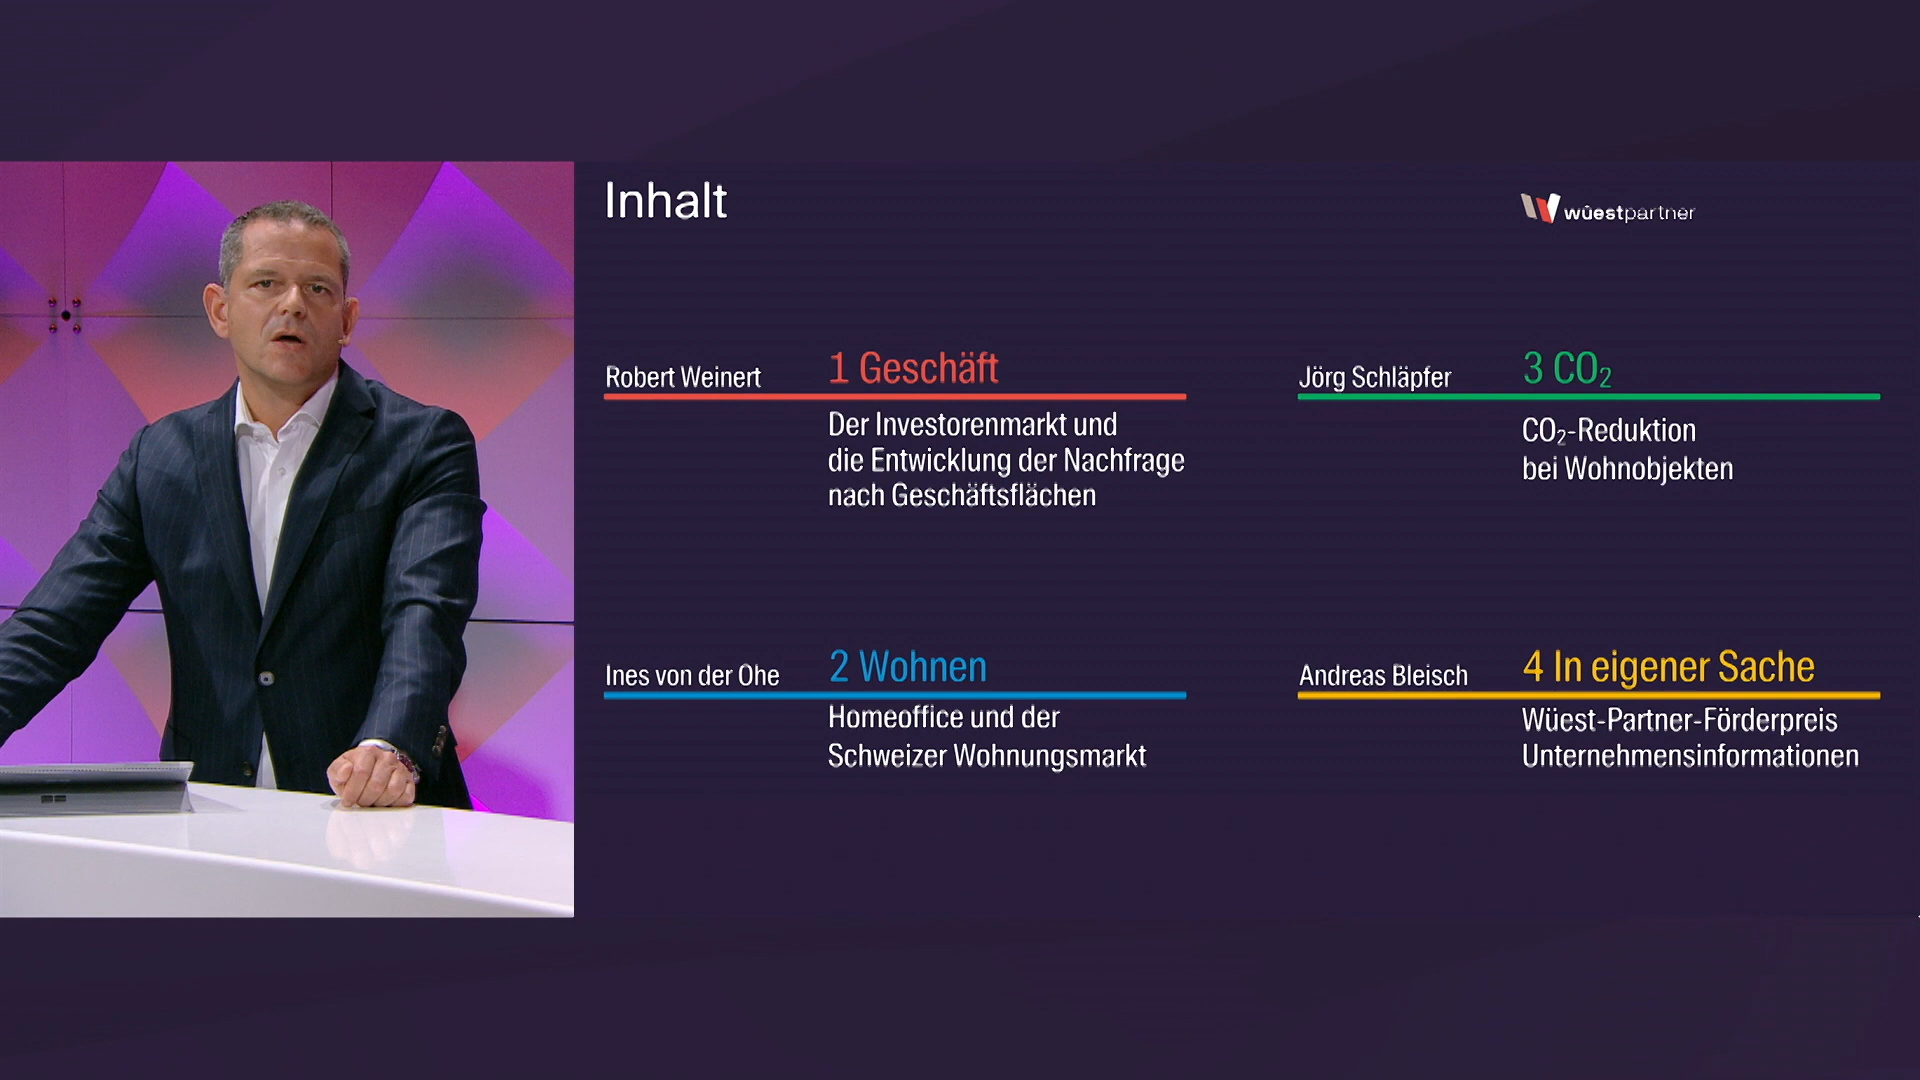 Inhalt
wüestpartner
Robert Weinert
1 Geschäft
Der Investorenmarkt und
die Entwicklung der Nachfrage
nach Geschäftsflächen
Ines von der Ohe
2 Wohnen
Homeoffice und der
Schweizer Wohnungsmarkt
Jörg Schläpfer
3 CO₂
CO₂-Reduktion
bei Wohnobjekten
Andreas Bleisch
4 In eigener Sache
Wüest-Partner-Förderpreis
Unternehmensinformationen